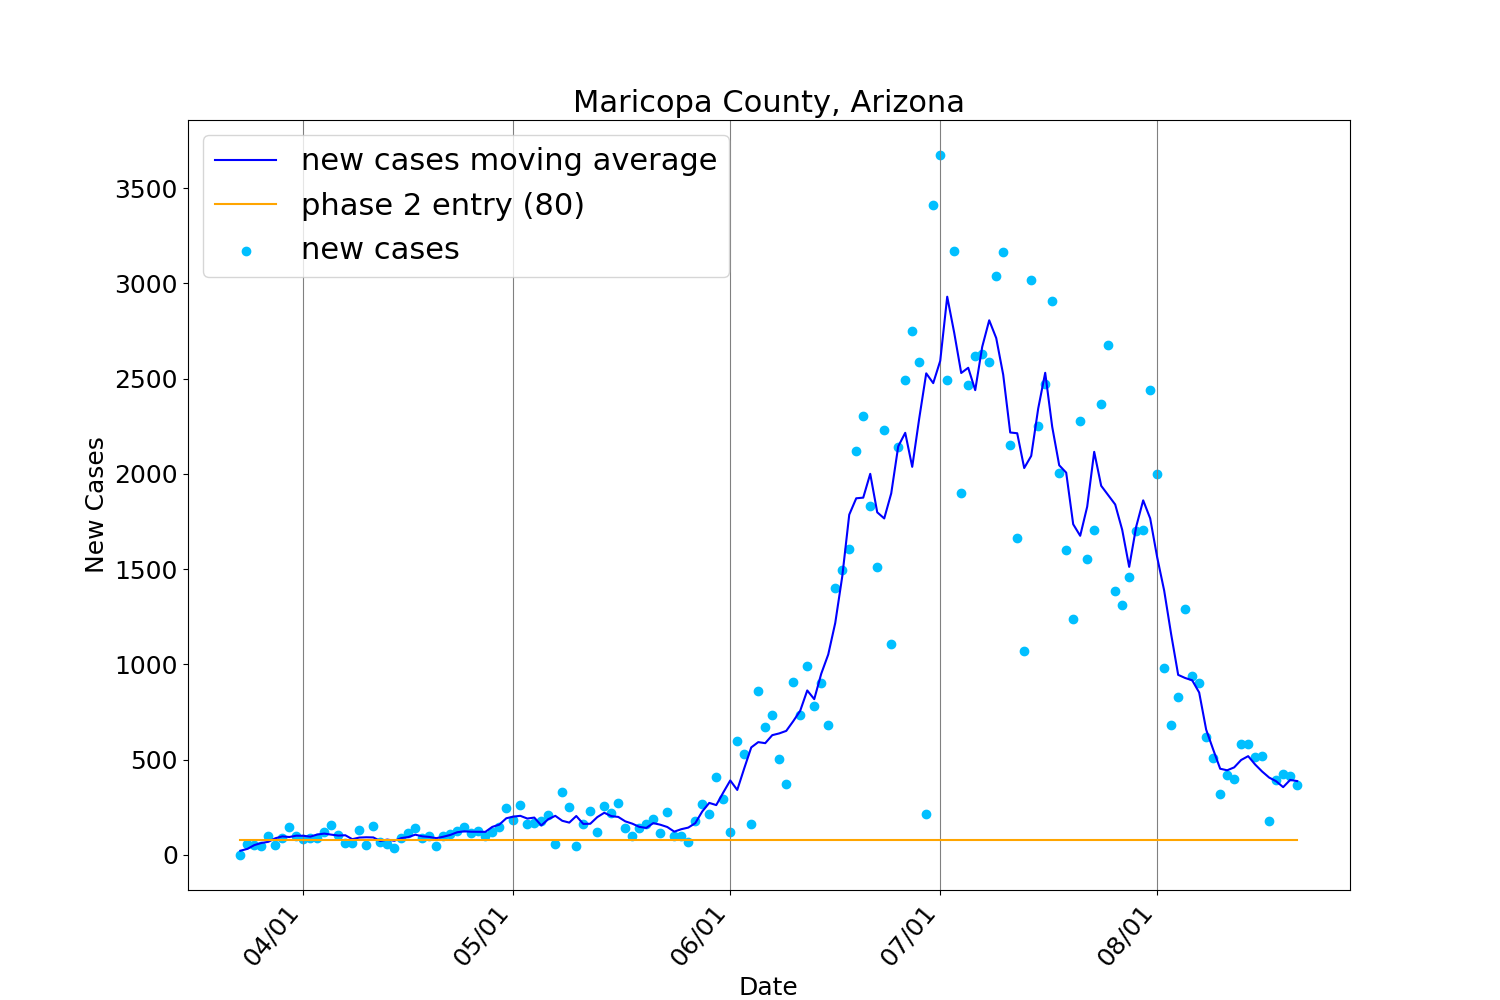 Maricopa County, Arizona
new cases moving average
phase 2 entry (80)
new cases
New Cases
3500
3000
2500
2000
1500
1000
500
0
04/01
05/01
06/01
07/01
08/01
Date